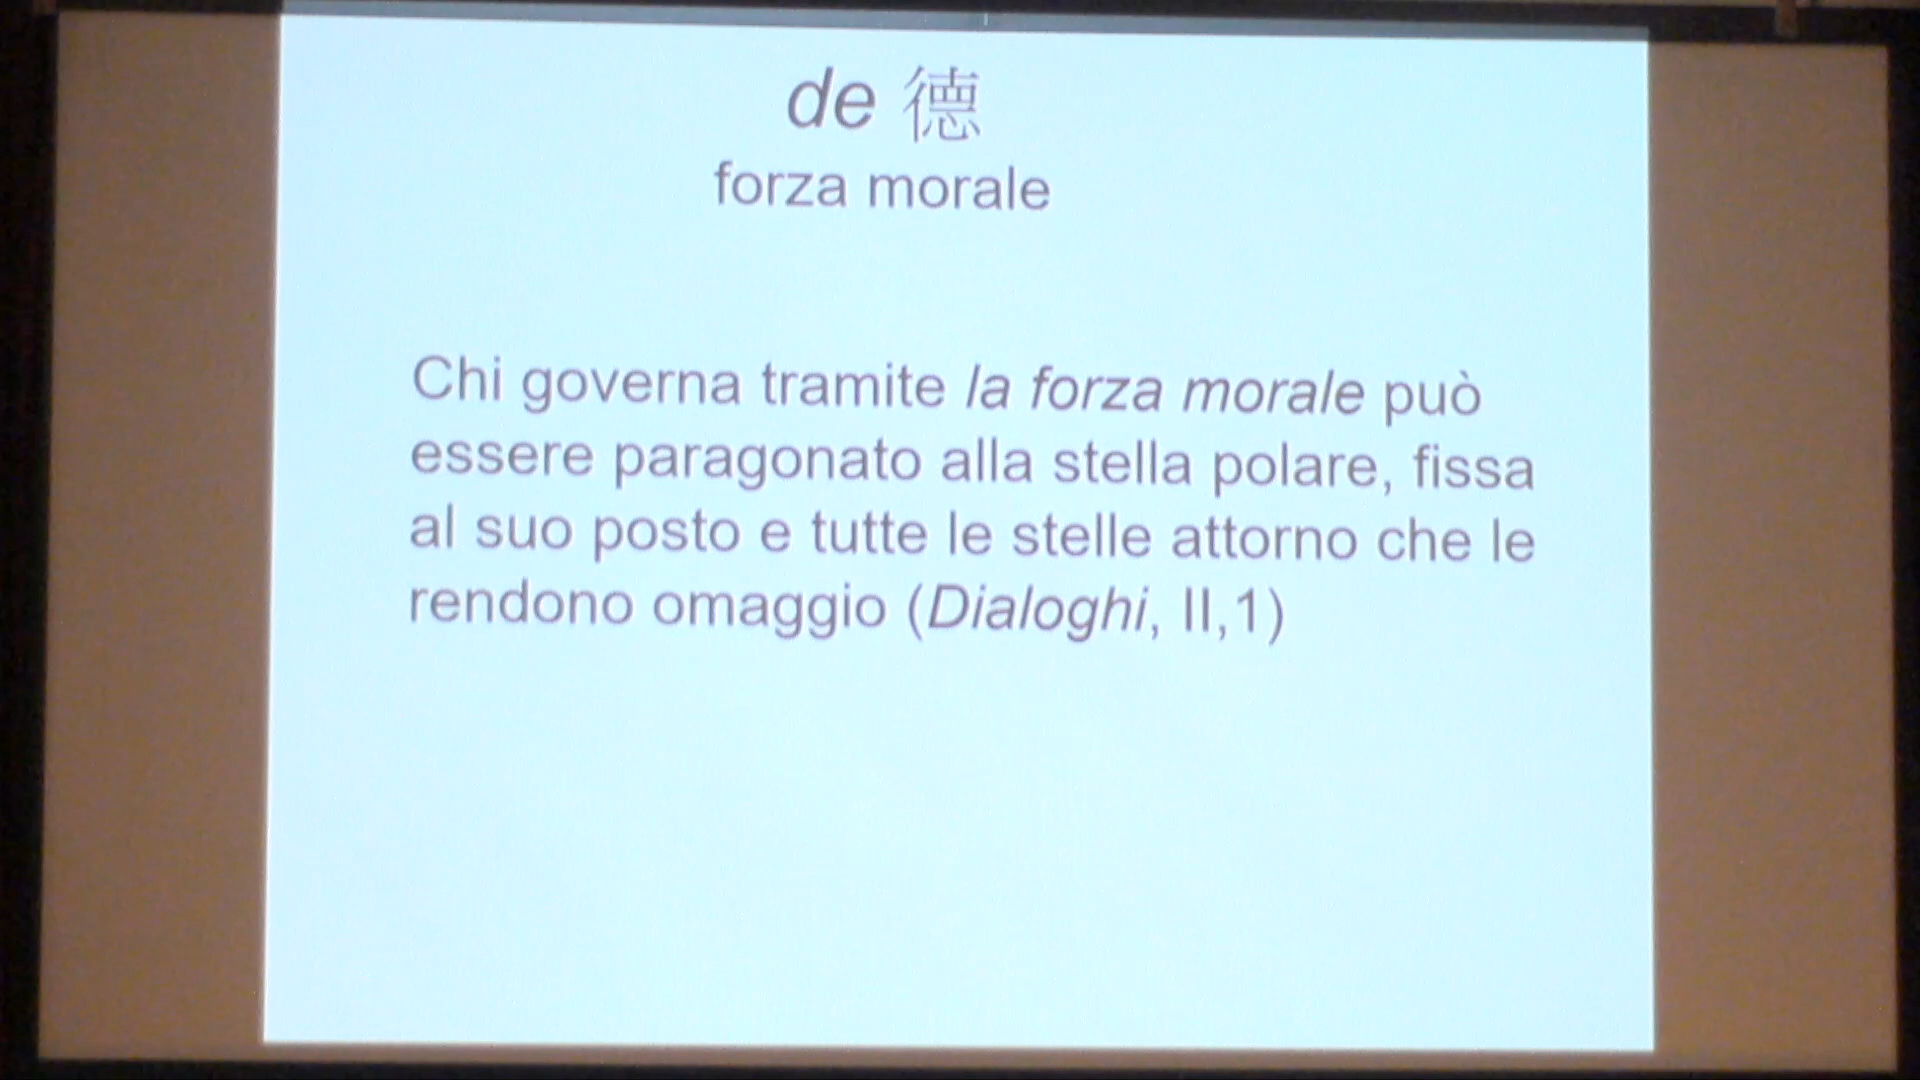 de 德
forza morale
Chi governa tramite la forza morale può
essere paragonato alla stella polare, fissa
al suo posto e tutte le stelle attorno che le
rendono omaggio (Dialoghi, II,1)